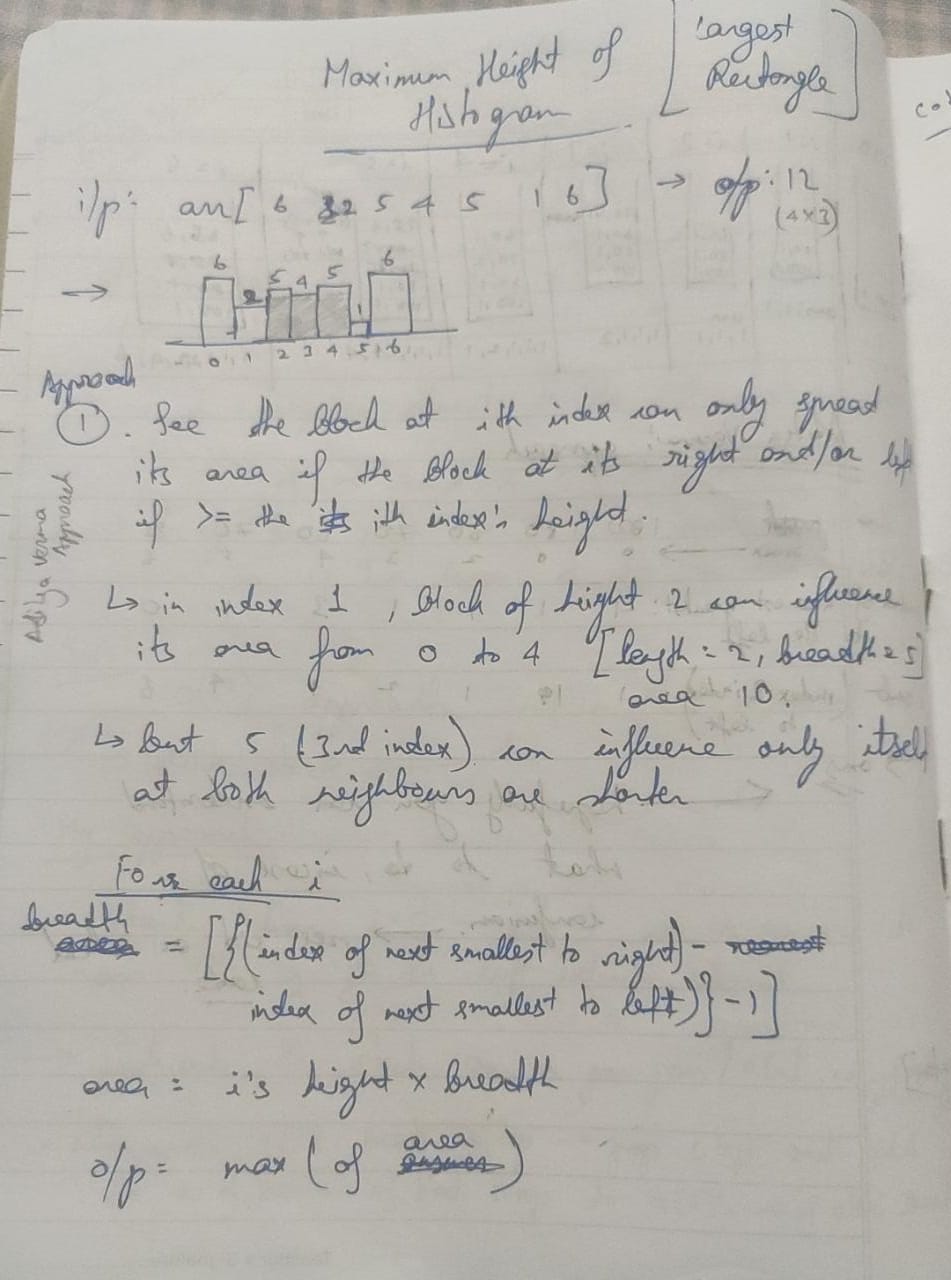 Maximum Height of
Histogram
[Largest
Rectangle]
i/p: arr[ 6 2 5 4 5 1 6] → o/p: 12
(4x3)
→
6 2 5 4 5 1 6
0 1 2 3 4 5 6
Approach
① . See the block at ith index can only spread
its area if the block at its right and/or left
if >= the ith index's height.
Aditya Verma
Approach
↳ in index 1 , block of height 2 can influence
its area from 0 to 4 [length = 2, breadth = 5]
area 10.
↳ but 5 (3rd index) can influence only itself
at both neighbours are shorter
For each i
breadth = [{(index of next smallest to right) -
index of next smallest to left)} - 1]
area = i's height x breadth
o/p = max (of area)